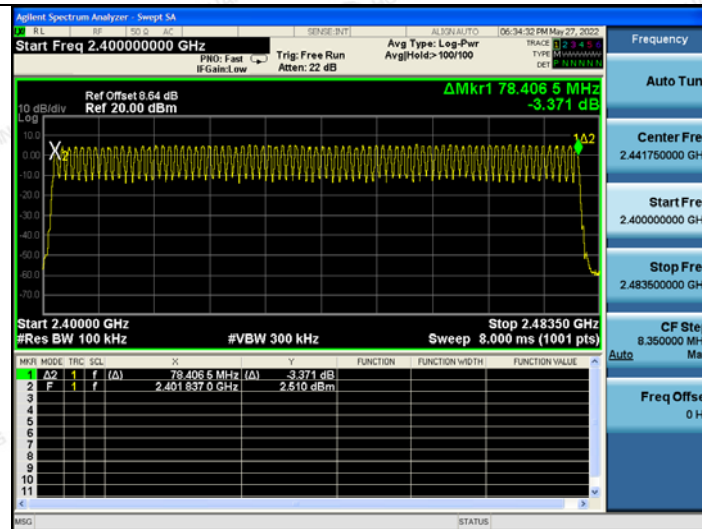 Agilent Spectrum Analyzer - Swept SA
RL RF 50 Ω AC SENSE:INT ALIGNAUTO 06:34:32 PM May 27, 2022
Start Freq 2.400000000 GHz
PNO: Fast
IFGain:Low
Trig: Free Run
Atten: 22 dB
Avg Type: Log-Pwr
Avg|Hold:>100/100
TRACE 1 2 3 4 5 6
TYPE
DET P N N N N N
Ref Offset 8.64 dB
10 dB/div Ref 20.00 dBm
Log
ΔMkr1 78.406 5 MHz
-3.371 dB
10.0
0.00
-10.0
-20.0
-30.0
-40.0
-50.0
-60.0
-70.0
X2
1Δ2
Start 2.40000 GHz Stop 2.48350 GHz
#Res BW 100 kHz #VBW 300 kHz Sweep 8.000 ms (1001 pts)
MKR MODE TRC SCL X Y FUNCTION FUNCTION WIDTH FUNCTION VALUE
1 Δ2 1 f (Δ) 78.406 5 MHz (Δ) -3.371 dB
2 F 1 f 2.401 837 0 GHz 2.510 dBm
3
4
5
6
7
8
9
10
11
MSG STATUS
Frequency
Auto Tun
Center Fre
2.441750000 GH
Start Fre
2.400000000 GH
Stop Fre
2.483500000 GH
CF Ste
8.350000 MH
Auto Ma
Freq Offse
0 H